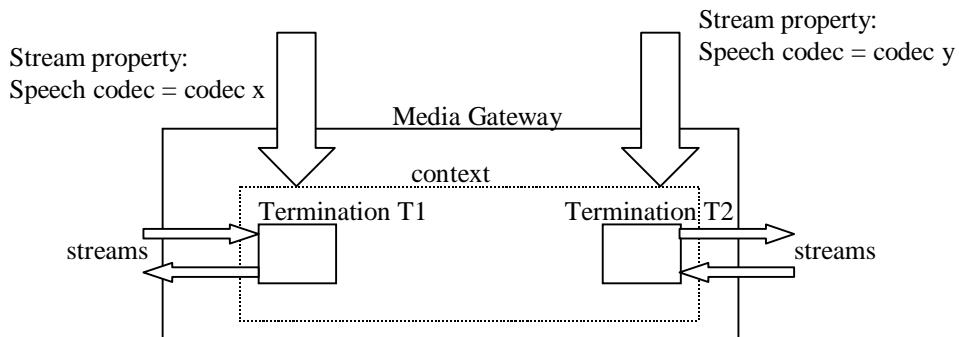 Stream property:
Speech codec = codec x
Stream property:
Speech codec = codec y
Media Gateway
context
Termination T1
Termination T2
streams
streams